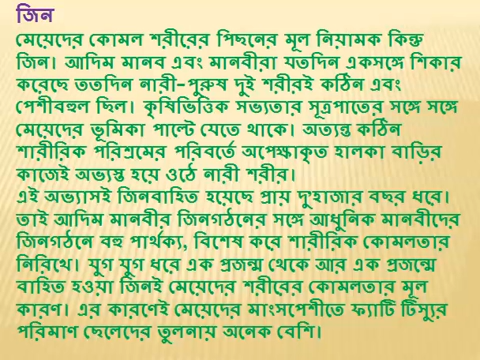 জিন
মেয়েদের কোমল শরীরের পিছনের মূল নিয়ামক কিন্তু
জিন। আদিম মানব এবং মানবীরা যতদিন একসঙ্গে শিকার
করেছে ততদিন নারী-পুরুষ দুই শরীরই কঠিন এবং
পেশীবহুল ছিল। কৃষিভিত্তিক সভ্যতার সূত্রপাতের সঙ্গে সঙ্গে
মেয়েদের ভূমিকা পাল্টে যেতে থাকে। অত্যন্ত কঠিন
শারীরিক পরিশ্রমের পরিবর্তে অপেক্ষাকৃত হালকা বাড়ির
কাজেই অভ্যস্ত হয়ে ওঠে নারী শরীর।
এই অভ্যাসই জিনবাহিত হয়েছে প্রায় দু'হাজার বছর ধরে।
তাই আদিম মানবীর জিনগঠনের সঙ্গে আধুনিক মানবীদের
জিনগঠনে বহু পার্থক্য, বিশেষ করে শারীরিক কোমলতার
নিরিখে। যুগ যুগ ধরে এক প্রজন্ম থেকে আর এক প্রজন্মে
বাহিত হওয়া জিনই মেয়েদের শরীরের কোমলতার মূল
কারণ। এর কারণেই মেয়েদের মাংসপেশীতে ফ্যাটি টিস্যুর
পরিমাণ ছেলেদের তুলনায় অনেক বেশি।